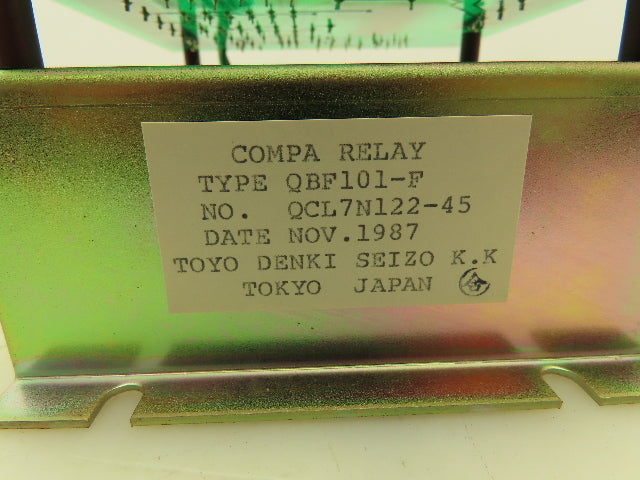 COMPA RELAY
TYPE QBF101-F
NO. QCL7N122-45
DATE NOV.1987
TOYO DENKI SEIZO K.K
TOKYO JAPAN